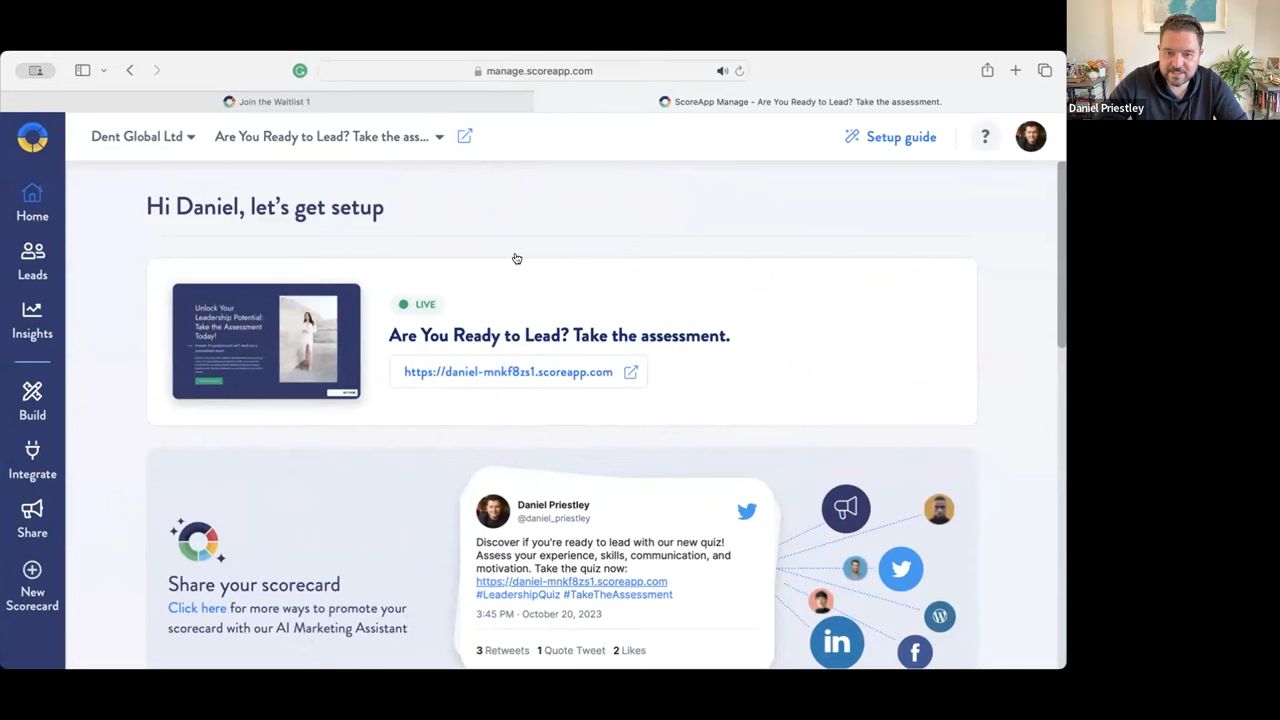 manage.scoreapp.com
Join the Waitlist 1
ScoreApp Manage - Are You Ready to Lead? Take the assessment.
Daniel Priestley
Dent Global Ltd
Are You Ready to Lead? Take the ass...
Setup guide
?
Home
Leads
Insights
Build
Integrate
Share
New
Scorecard
Hi Daniel, let's get setup
Unlock Your
Leadership Potential:
Take the Assessment
Today!
LIVE
Are You Ready to Lead? Take the assessment.
https://daniel-mnkf8zs1.scoreapp.com
Share your scorecard
Click here for more ways to promote your
scorecard with our AI Marketing Assistant
Daniel Priestley
@daniel_priestley
Discover if you're ready to lead with our new quiz!
Assess your experience, skills, communication, and
motivation. Take the quiz now:
https://daniel-mnkf8zs1.scoreapp.com
#LeadershipQuiz #TakeTheAssessment
3:45 PM · October 20, 2023
3 Retweets 1 Quote Tweet 2 Likes
in
f